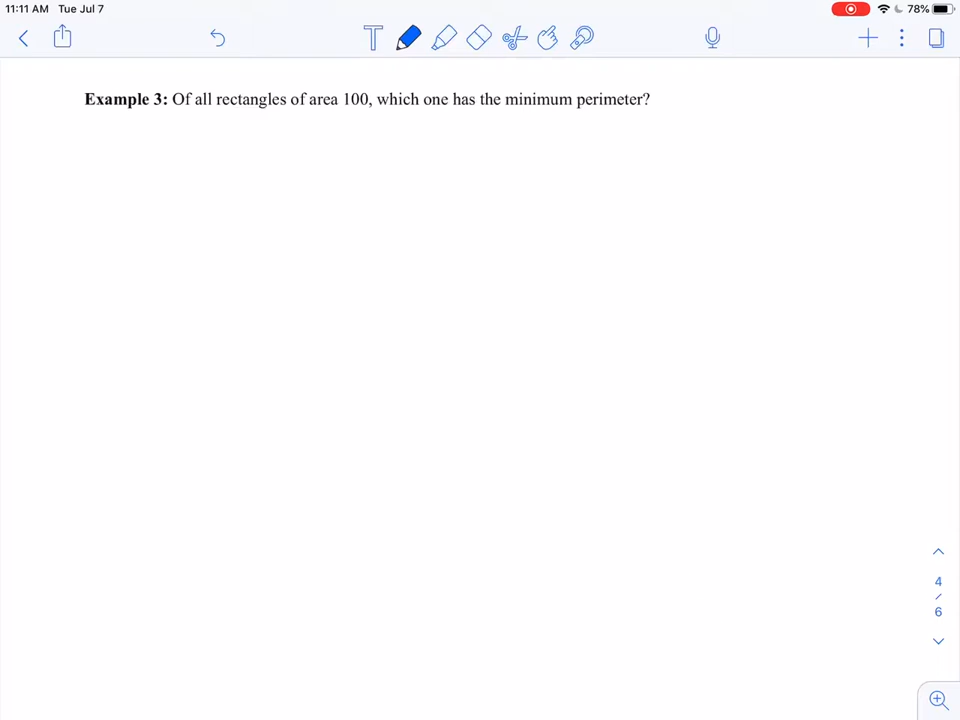 11:11 AM Tue Jul 7
78%
T
Example 3: Of all rectangles of area 100, which one has the minimum perimeter?
4
/
6